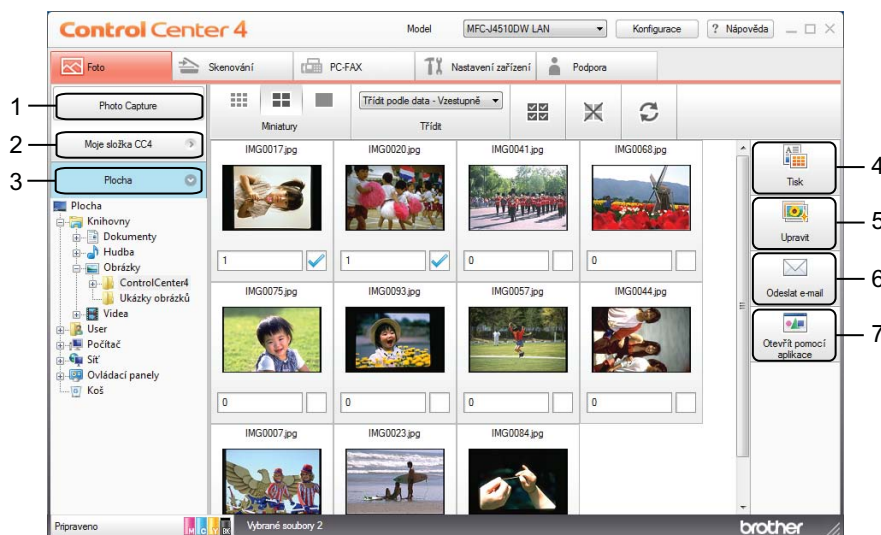 Control Center 4
Model
MFC-J4510DW LAN
Konfigurace
? Nápověda
Foto
Skenování
PC-FAX
Nastavení zařízení
Podpora
1
Photo Capture
2
Moje složka CC4
3
Plocha
Miniatury
Třídit podle data - Vzestupně
Třídit
Plocha
Knihovny
Dokumenty
Hudba
Obrázky
ControlCenter4
Ukázky obrázků
Videa
User
Počítač
Síť
Ovládací panely
Koš
IMG0017.jpg
IMG0020.jpg
IMG0041.jpg
IMG0068.jpg
1
1
0
0
IMG0075.jpg
IMG0093.jpg
IMG0057.jpg
IMG0044.jpg
0
0
0
0
IMG0007.jpg
IMG0023.jpg
IMG0084.jpg
Tisk
4
Upravit
5
Odeslat e-mail
6
Otevřít pomocí
aplikace
7
Pripraveno
M
C
Y
BK
Vybrané soubory 2
brother